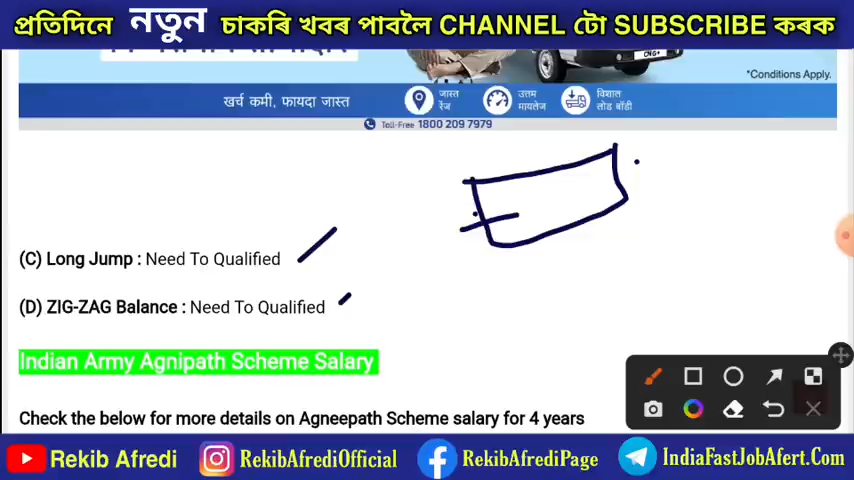 প্ৰতিদিনে নতুন চাকৰি খবৰ পাবলৈ CHANNEL টো SUBSCRIBE কৰক
CNG+
*Conditions Apply.
खर्च कमी, फायदा जास्त
जास्त
रेंज
उत्तम
मायलेज
विशाल
लोड बॉडी
Toll-Free 1800 209 7979
(C) Long Jump : Need To Qualified
(D) ZIG-ZAG Balance : Need To Qualified
Indian Army Agnipath Scheme Salary
Check the below for more details on Agneepath Scheme salary for 4 years
Rekib Afredi RekibAfrediOfficial RekibAfrediPage IndiaFastJobAfert.Com